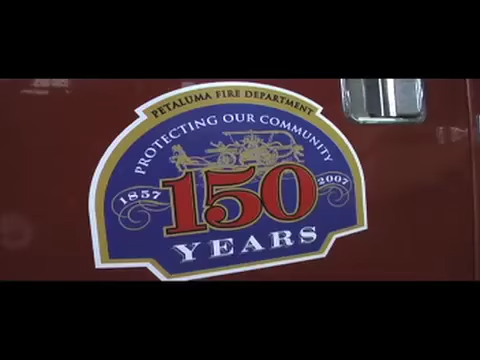 PETALUMA FIRE DEPARTMENT
PROTECTING OUR COMMUNITY
1857 150 2007
YEARS